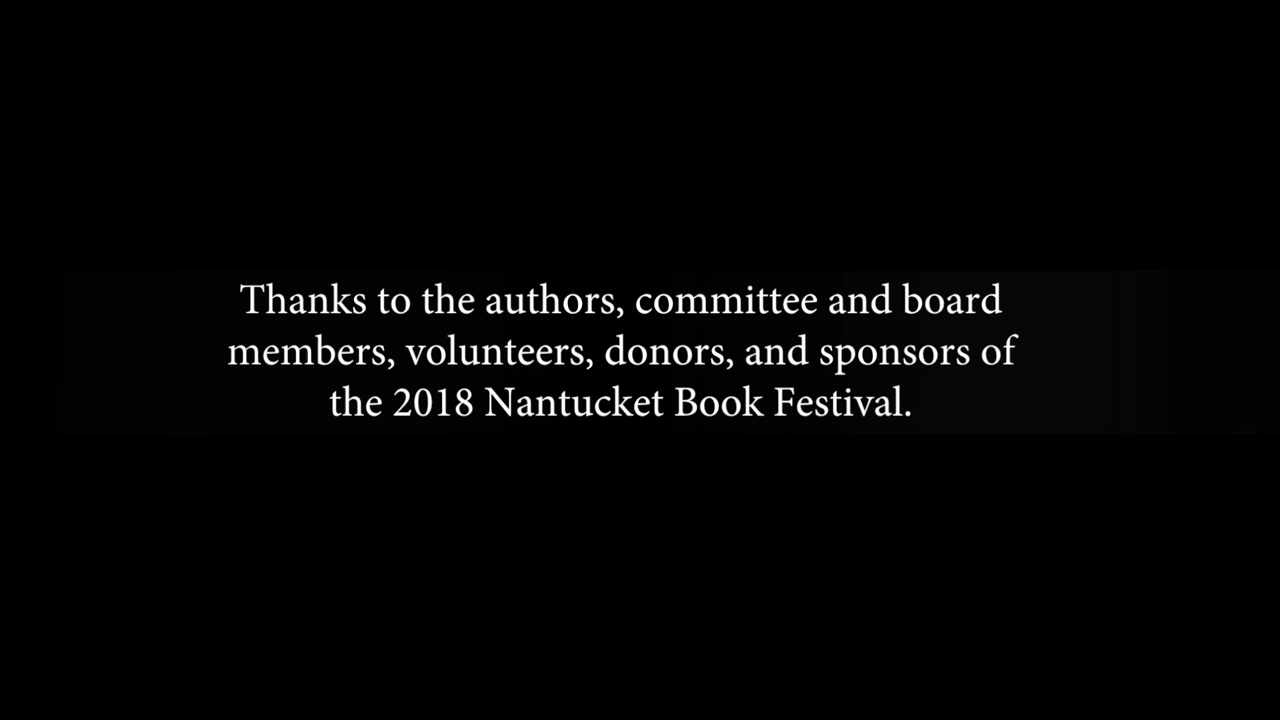 Thanks to the authors, committee and board
members, volunteers, donors, and sponsors of
the 2018 Nantucket Book Festival.